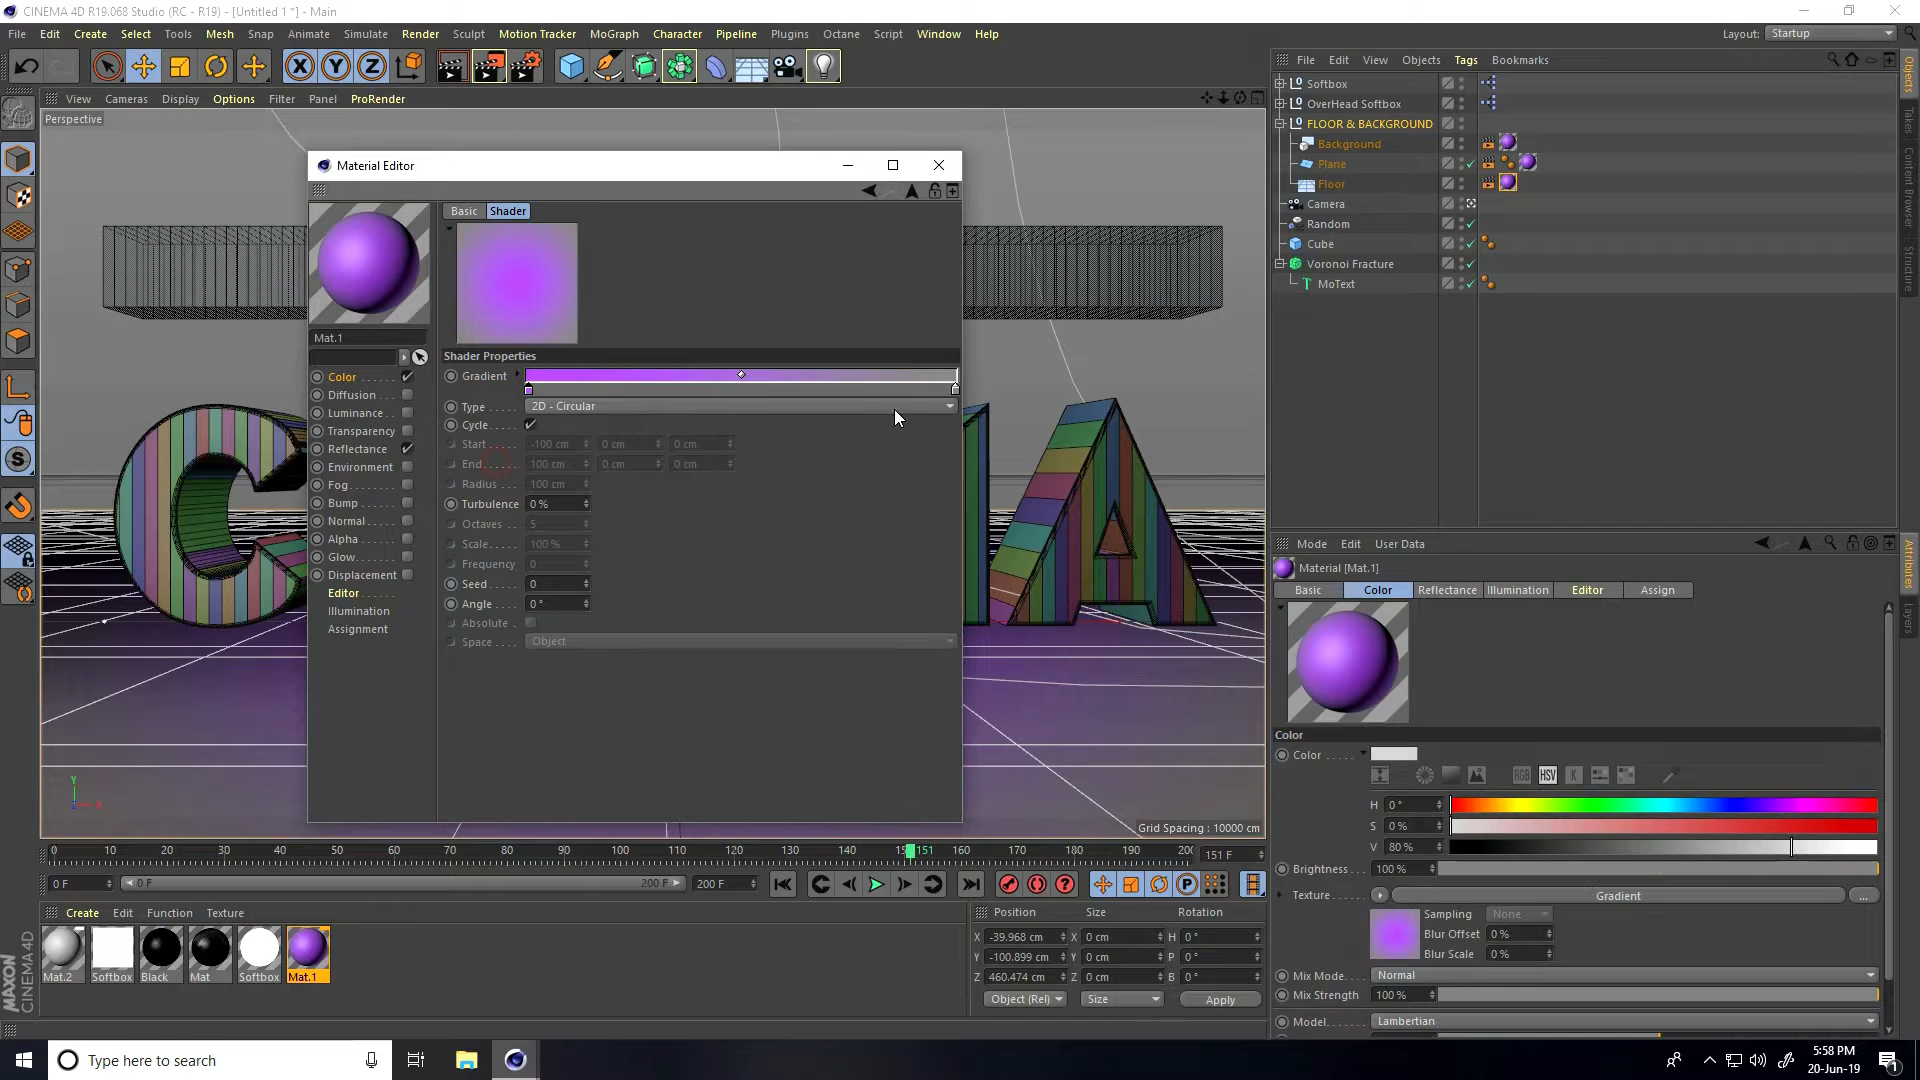 CINEMA 4D R19.068 Studio (RC - R19) - [Untitled 1 *] - Main
File Edit Create Select Tools Mesh Snap Animate Simulate Render Sculpt Motion Tracker MoGraph Character Pipeline Plugins Octane Script Window Help
Layout: Startup
View Cameras Display Options Filter Panel ProRender
Perspective
Material Editor
Basic Shader
Mat.1
Color
Diffusion
Luminance
Transparency
Reflectance
Environment
Fog
Bump
Normal
Alpha
Glow
Displacement
Editor
Illumination
Assignment
Shader Properties
Gradient
Type 2D - Circular
Cycle
Start -100 cm 0 cm 0 cm
End 100 cm 0 cm 0 cm
Radius 100 cm
Turbulence 0 %
Octaves 5
Scale 100 %
Frequency 0
Seed 0
Angle 0 °
Absolute
Space Object
Y
X
Grid Spacing : 10000 cm
File Edit View Objects Tags Bookmarks
Softbox
OverHead Softbox
FLOOR & BACKGROUND
Background
Plane
Floor
Camera
Random
Cube
Voronoi Fracture
MoText
Objects
Takes
Content Browser
Structure
Mode Edit User Data
Material [Mat.1]
Basic Color Reflectance Illumination Editor Assign
Attributes
Layers
Color
Color
RGB HSV K
H 0 °
S 0 %
V 80 %
Brightness 100 %
Texture Gradient ...
Sampling None
Blur Offset 0 %
Blur Scale 0 %
Mix Mode Normal
Mix Strength 100 %
Model Lambertian
0 10 20 30 40 50 60 70 80 90 100 110 120 130 140 151 160 170 180 190 151 F
0 F 0 F 200 F 200 F
Create Edit Function Texture
Mat.2 Softbox Black Mat Softbox Mat.1
Position Size Rotation
X -39.968 cm X 0 cm H 0 °
Y -100.899 cm Y 0 cm P 0 °
Z 460.474 cm Z 0 cm B 0 °
Object (Rel) Size Apply
MAXON
CINEMA 4D
Type here to search
5:58 PM
20-Jun-19
1